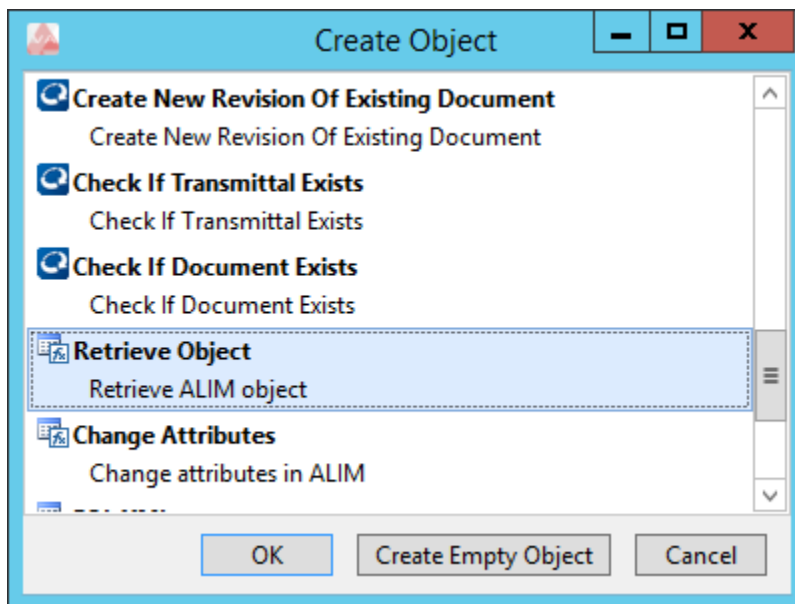 Create Object
Create New Revision Of Existing Document
Create New Revision Of Existing Document
Check If Transmittal Exists
Check If Transmittal Exists
Check If Document Exists
Check If Document Exists
Retrieve Object
Retrieve ALIM object
Change Attributes
Change attributes in ALIM
OK
Create Empty Object
Cancel